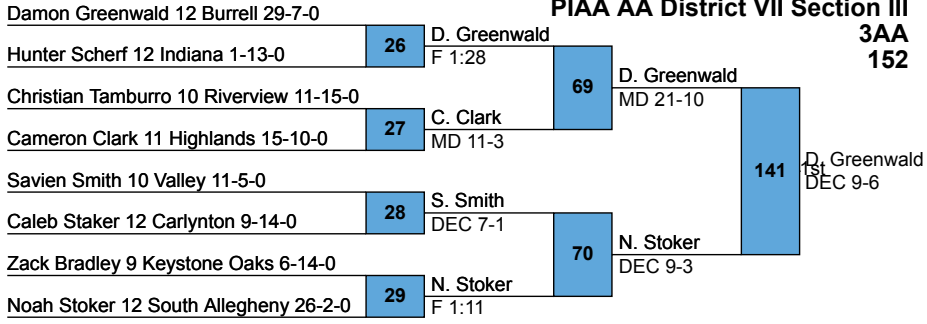 PIAA AA District VII Section III
3AA
152
Damon Greenwald 12 Burrell 29-7-0
Hunter Scherf 12 Indiana 1-13-0
Christian Tamburro 10 Riverview 11-15-0
Cameron Clark 11 Highlands 15-10-0
Savien Smith 10 Valley 11-5-0
Caleb Staker 12 Carlynton 9-14-0
Zack Bradley 9 Keystone Oaks 6-14-0
Noah Stoker 12 South Allegheny 26-2-0
26
D. Greenwald
F 1:28
27
C. Clark
MD 11-3
28
S. Smith
DEC 7-1
29
N. Stoker
F 1:11
69
D. Greenwald
MD 21-10
70
N. Stoker
DEC 9-3
141
D. Greenwald
1st
DEC 9-6